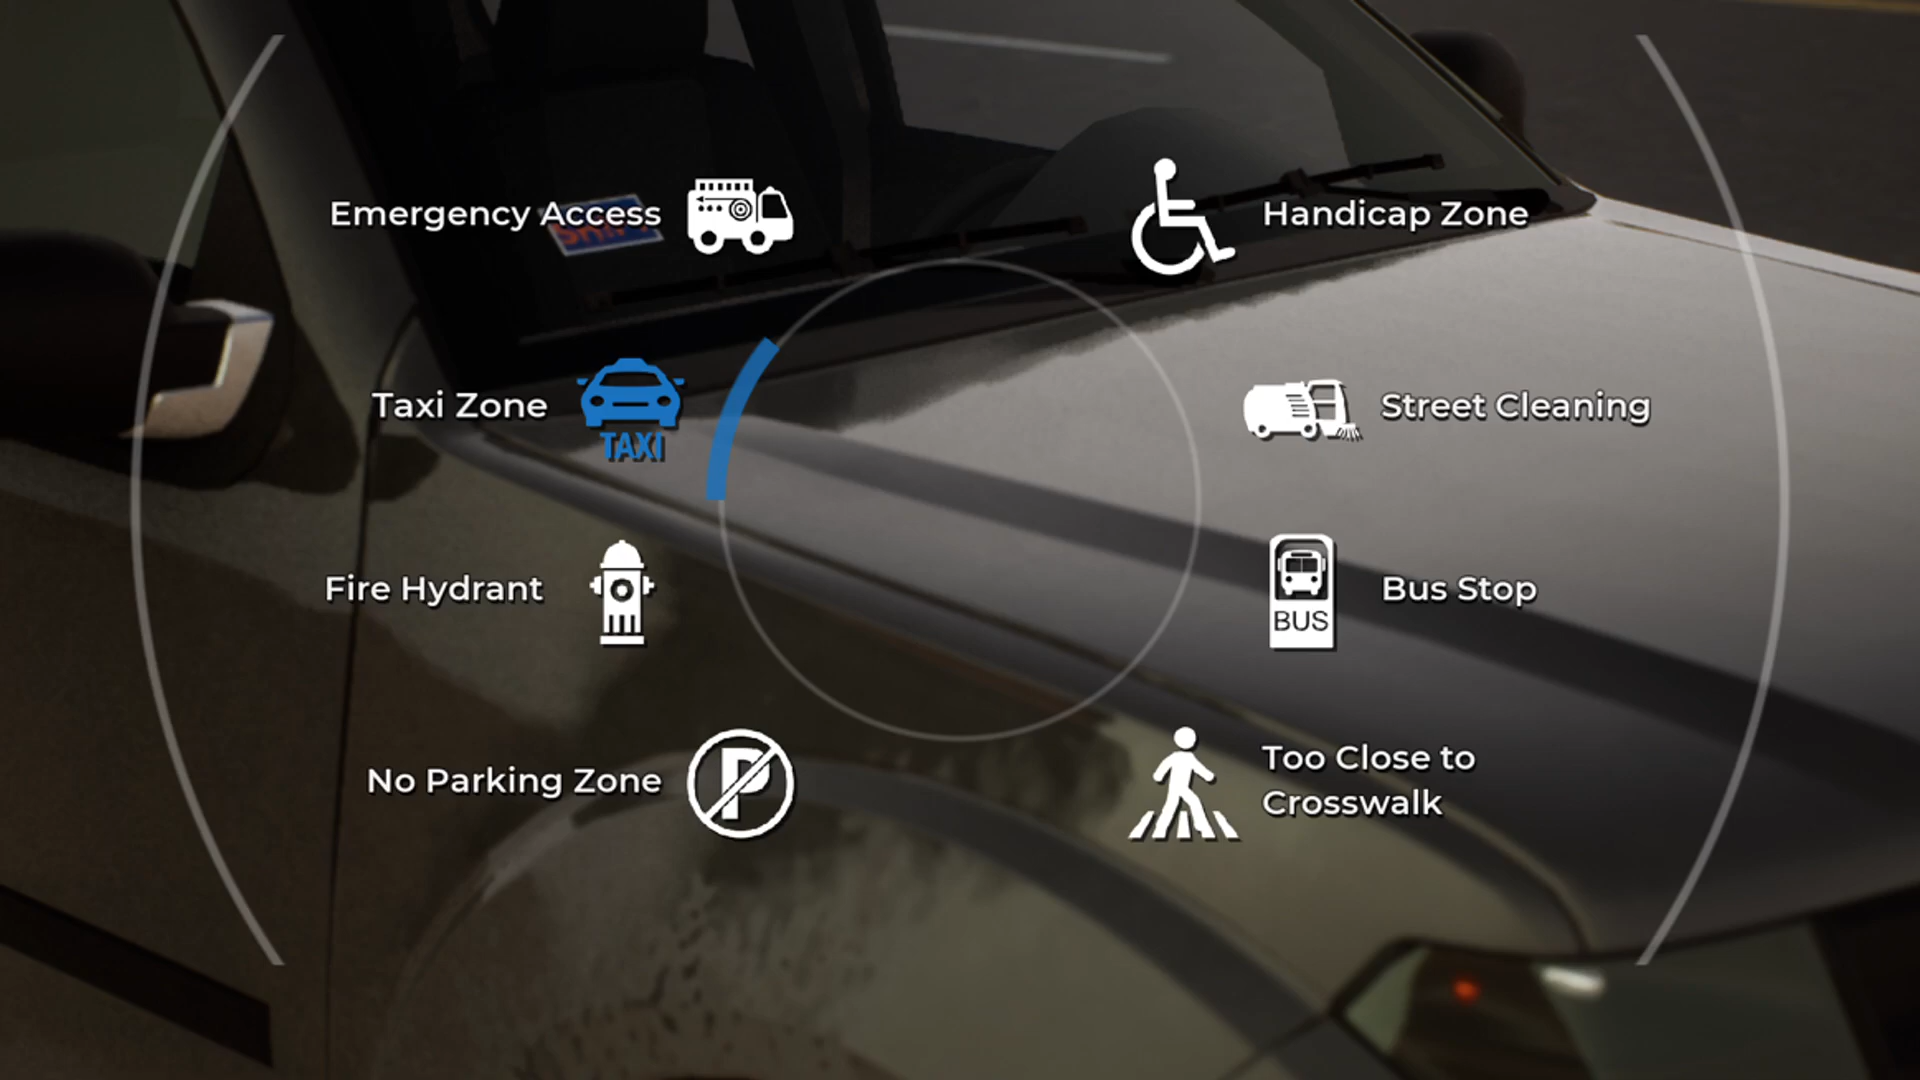 Emergency Access
Handicap Zone
Taxi Zone
TAXI
Street Cleaning
Fire Hydrant
BUS
Bus Stop
No Parking Zone
P
Too Close to
Crosswalk